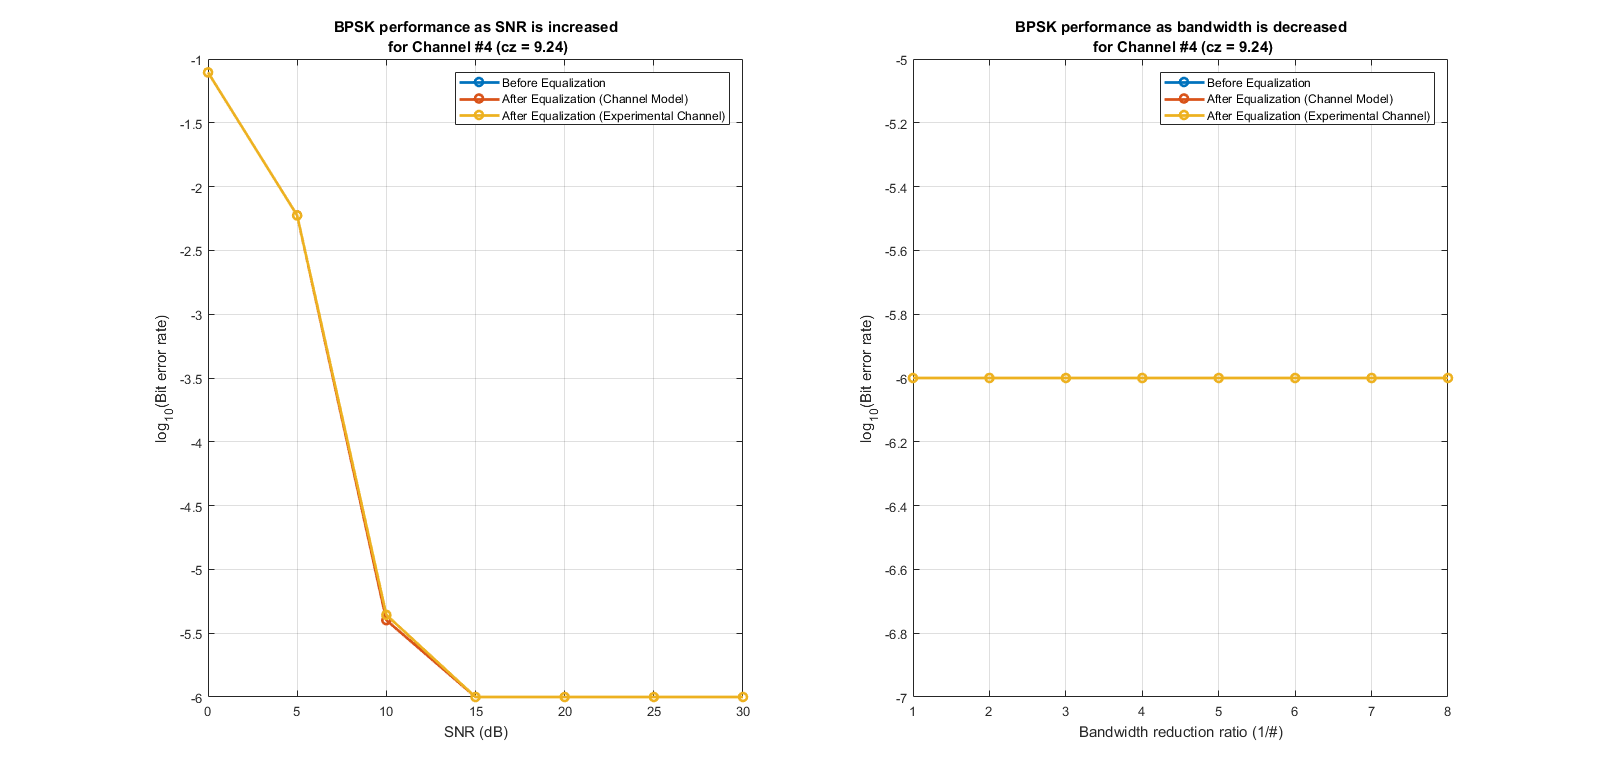 BPSK performance as SNR is increased
for Channel #4 (cz = 9.24)
-1
-1.5
-2
-2.5
-3
-3.5
-4
-4.5
-5
-5.5
-6
log10(Bit error rate)
Before Equalization
After Equalization (Channel Model)
After Equalization (Experimental Channel)
0 5 10 15 20 25 30
SNR (dB)
BPSK performance as bandwidth is decreased
for Channel #4 (cz = 9.24)
-5
-5.2
-5.4
-5.6
-5.8
-6
-6.2
-6.4
-6.6
-6.8
-7
log10(Bit error rate)
Before Equalization
After Equalization (Channel Model)
After Equalization (Experimental Channel)
1 2 3 4 5 6 7 8
Bandwidth reduction ratio (1/#)